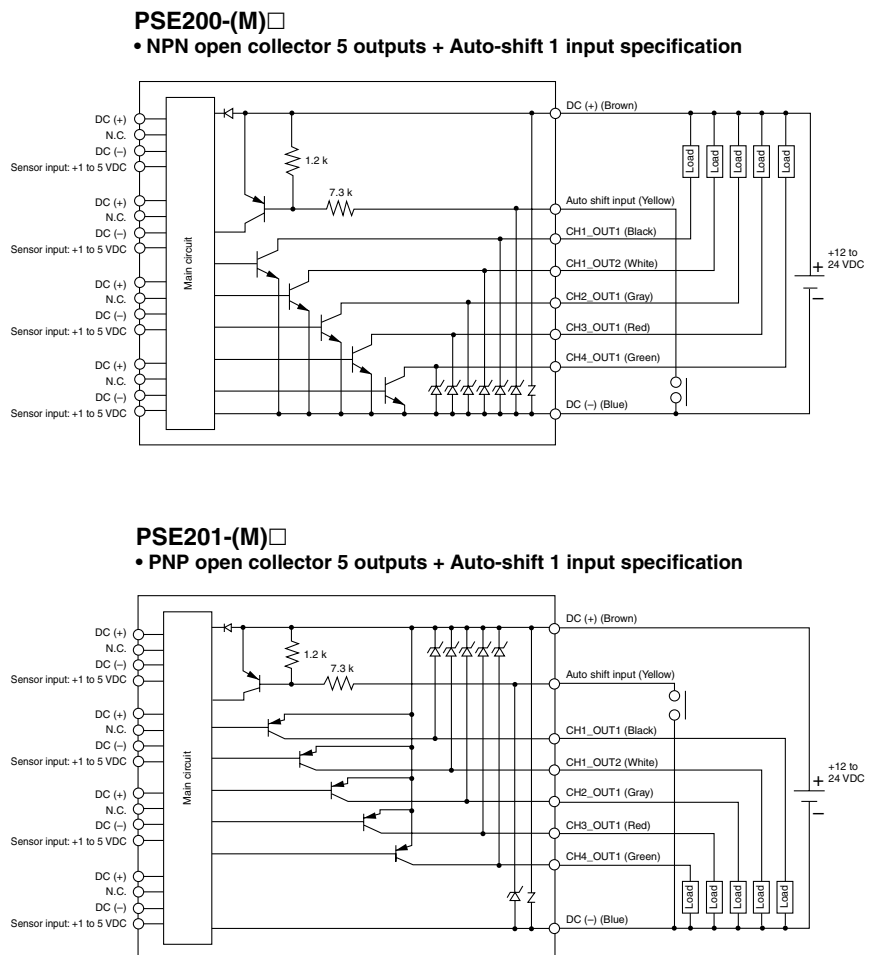 PSE200-(M)□
• NPN open collector 5 outputs + Auto-shift 1 input specification
DC (+)
N.C.
DC (–)
Sensor input: +1 to 5 VDC
DC (+)
N.C.
DC (–)
Sensor input: +1 to 5 VDC
DC (+)
N.C.
DC (–)
Sensor input: +1 to 5 VDC
DC (+)
N.C.
DC (–)
Sensor input: +1 to 5 VDC
Main circuit
1.2 k
7.3 k
DC (+) (Brown)
Auto shift input (Yellow)
CH1_OUT1 (Black)
CH1_OUT2 (White)
CH2_OUT1 (Gray)
CH3_OUT1 (Red)
CH4_OUT1 (Green)
DC (–) (Blue)
Load
Load
Load
Load
Load
+12 to
24 VDC
+
–
PSE201-(M)□
• PNP open collector 5 outputs + Auto-shift 1 input specification
DC (+)
N.C.
DC (–)
Sensor input: +1 to 5 VDC
DC (+)
N.C.
DC (–)
Sensor input: +1 to 5 VDC
DC (+)
N.C.
DC (–)
Sensor input: +1 to 5 VDC
DC (+)
N.C.
DC (–)
Sensor input: +1 to 5 VDC
Main circuit
1.2 k
7.3 k
DC (+) (Brown)
Auto shift input (Yellow)
CH1_OUT1 (Black)
CH1_OUT2 (White)
CH2_OUT1 (Gray)
CH3_OUT1 (Red)
CH4_OUT1 (Green)
DC (–) (Blue)
Load
Load
Load
Load
Load
+12 to
24 VDC
+
–